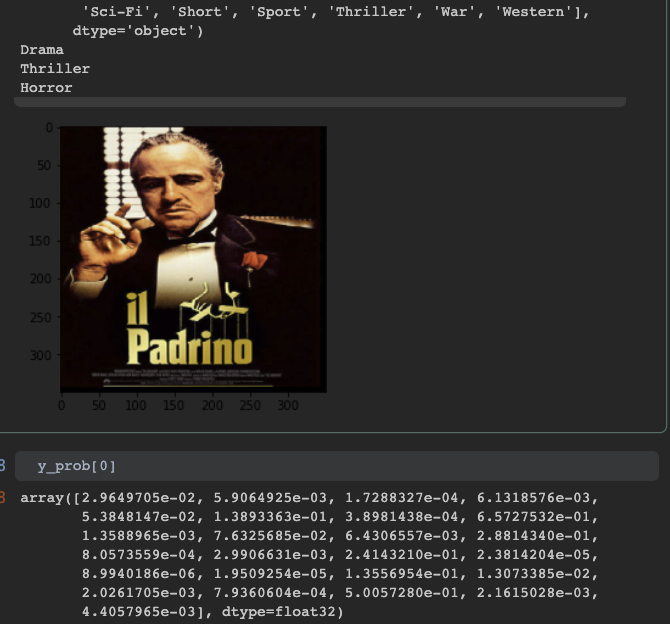 'Sci-Fi', 'Short', 'Sport', 'Thriller', 'War', 'Western'],
dtype='object')
Drama
Thriller
Horror
0
50
100
150
200
250
300
il
Padrino
0 50 100 150 200 250 300
y_prob[0]
array([2.9649705e-02, 5.9064925e-03, 1.7288327e-04, 6.1318576e-03,
5.3848147e-02, 1.3893363e-01, 3.8981438e-04, 6.5727532e-01,
1.3588965e-03, 7.6325685e-02, 6.4306557e-03, 2.8814340e-01,
8.0573559e-04, 2.9906631e-03, 2.4143210e-01, 2.3814204e-05,
8.9940186e-06, 1.9509254e-05, 1.3556954e-01, 1.3073385e-02,
2.0261705e-03, 7.9360604e-04, 5.0057280e-01, 2.1615028e-03,
4.4057965e-03], dtype=float32)